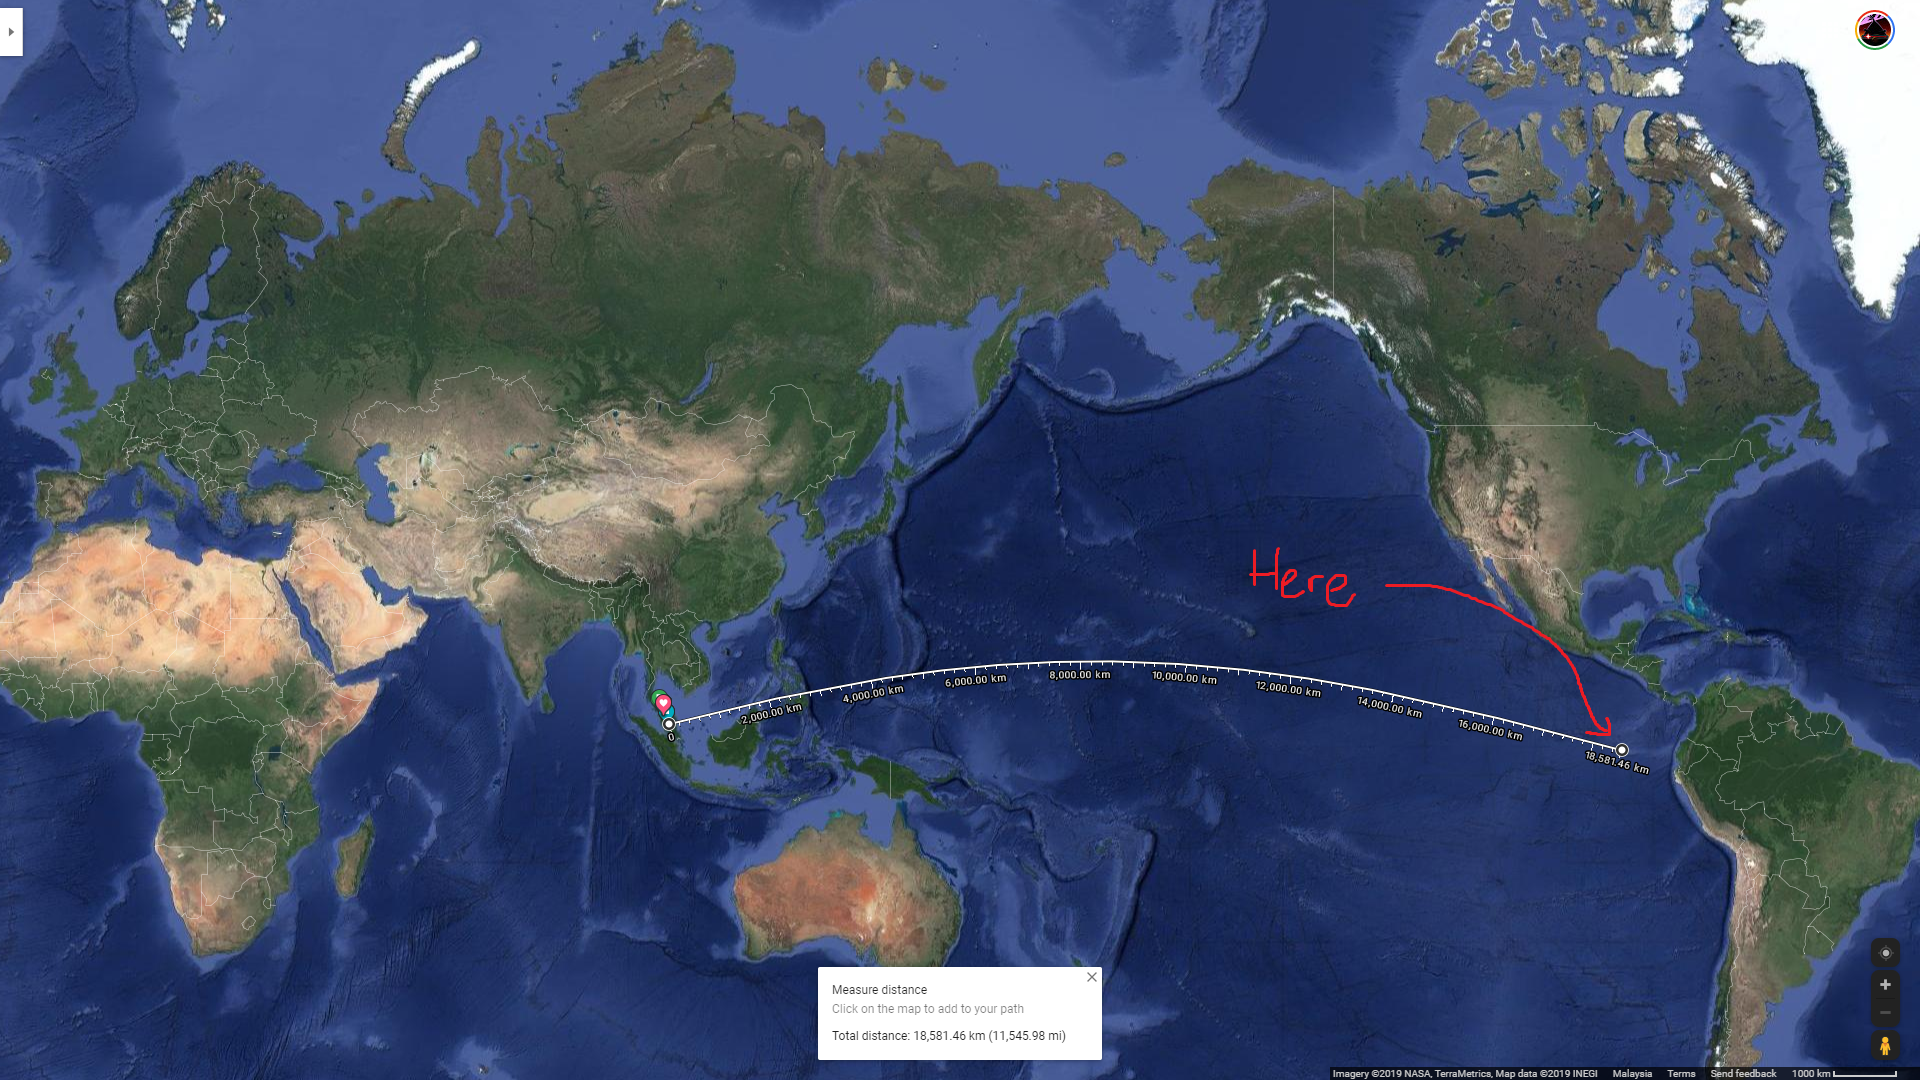 Here
0
2,000.00 km
4,000.00 km
6,000.00 km
8,000.00 km
10,000.00 km
12,000.00 km
14,000.00 km
16,000.00 km
18,581.46 km
Measure distance
Click on the map to add to your path
Total distance: 18,581.46 km (11,545.98 mi)
Imagery ©2019 NASA, TerraMetrics, Map data ©2019 INEGI Malaysia Terms Send feedback 1000 km